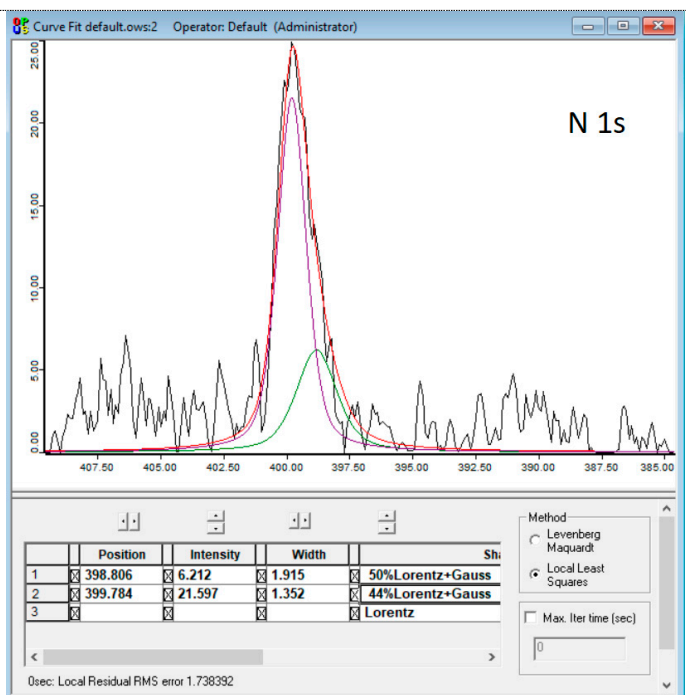 Curve Fit default.ows:2 Operator: Default (Administrator)
25.00
20.00
15.00
10.00
5.00
0.00
N 1s
407.50 405.00 402.50 400.00 397.50 395.00 392.50 390.00 387.50 385.00
Position Intensity Width Sha
1 398.806 6.212 1.915 50%Lorentz+Gauss
2 399.784 21.597 1.352 44%Lorentz+Gauss
3 Lorentz
Method
Levenberg
Maquardt
Local Least
Squares
Max. Iter time (sec)
0
0sec: Local Residual RMS error 1.738392